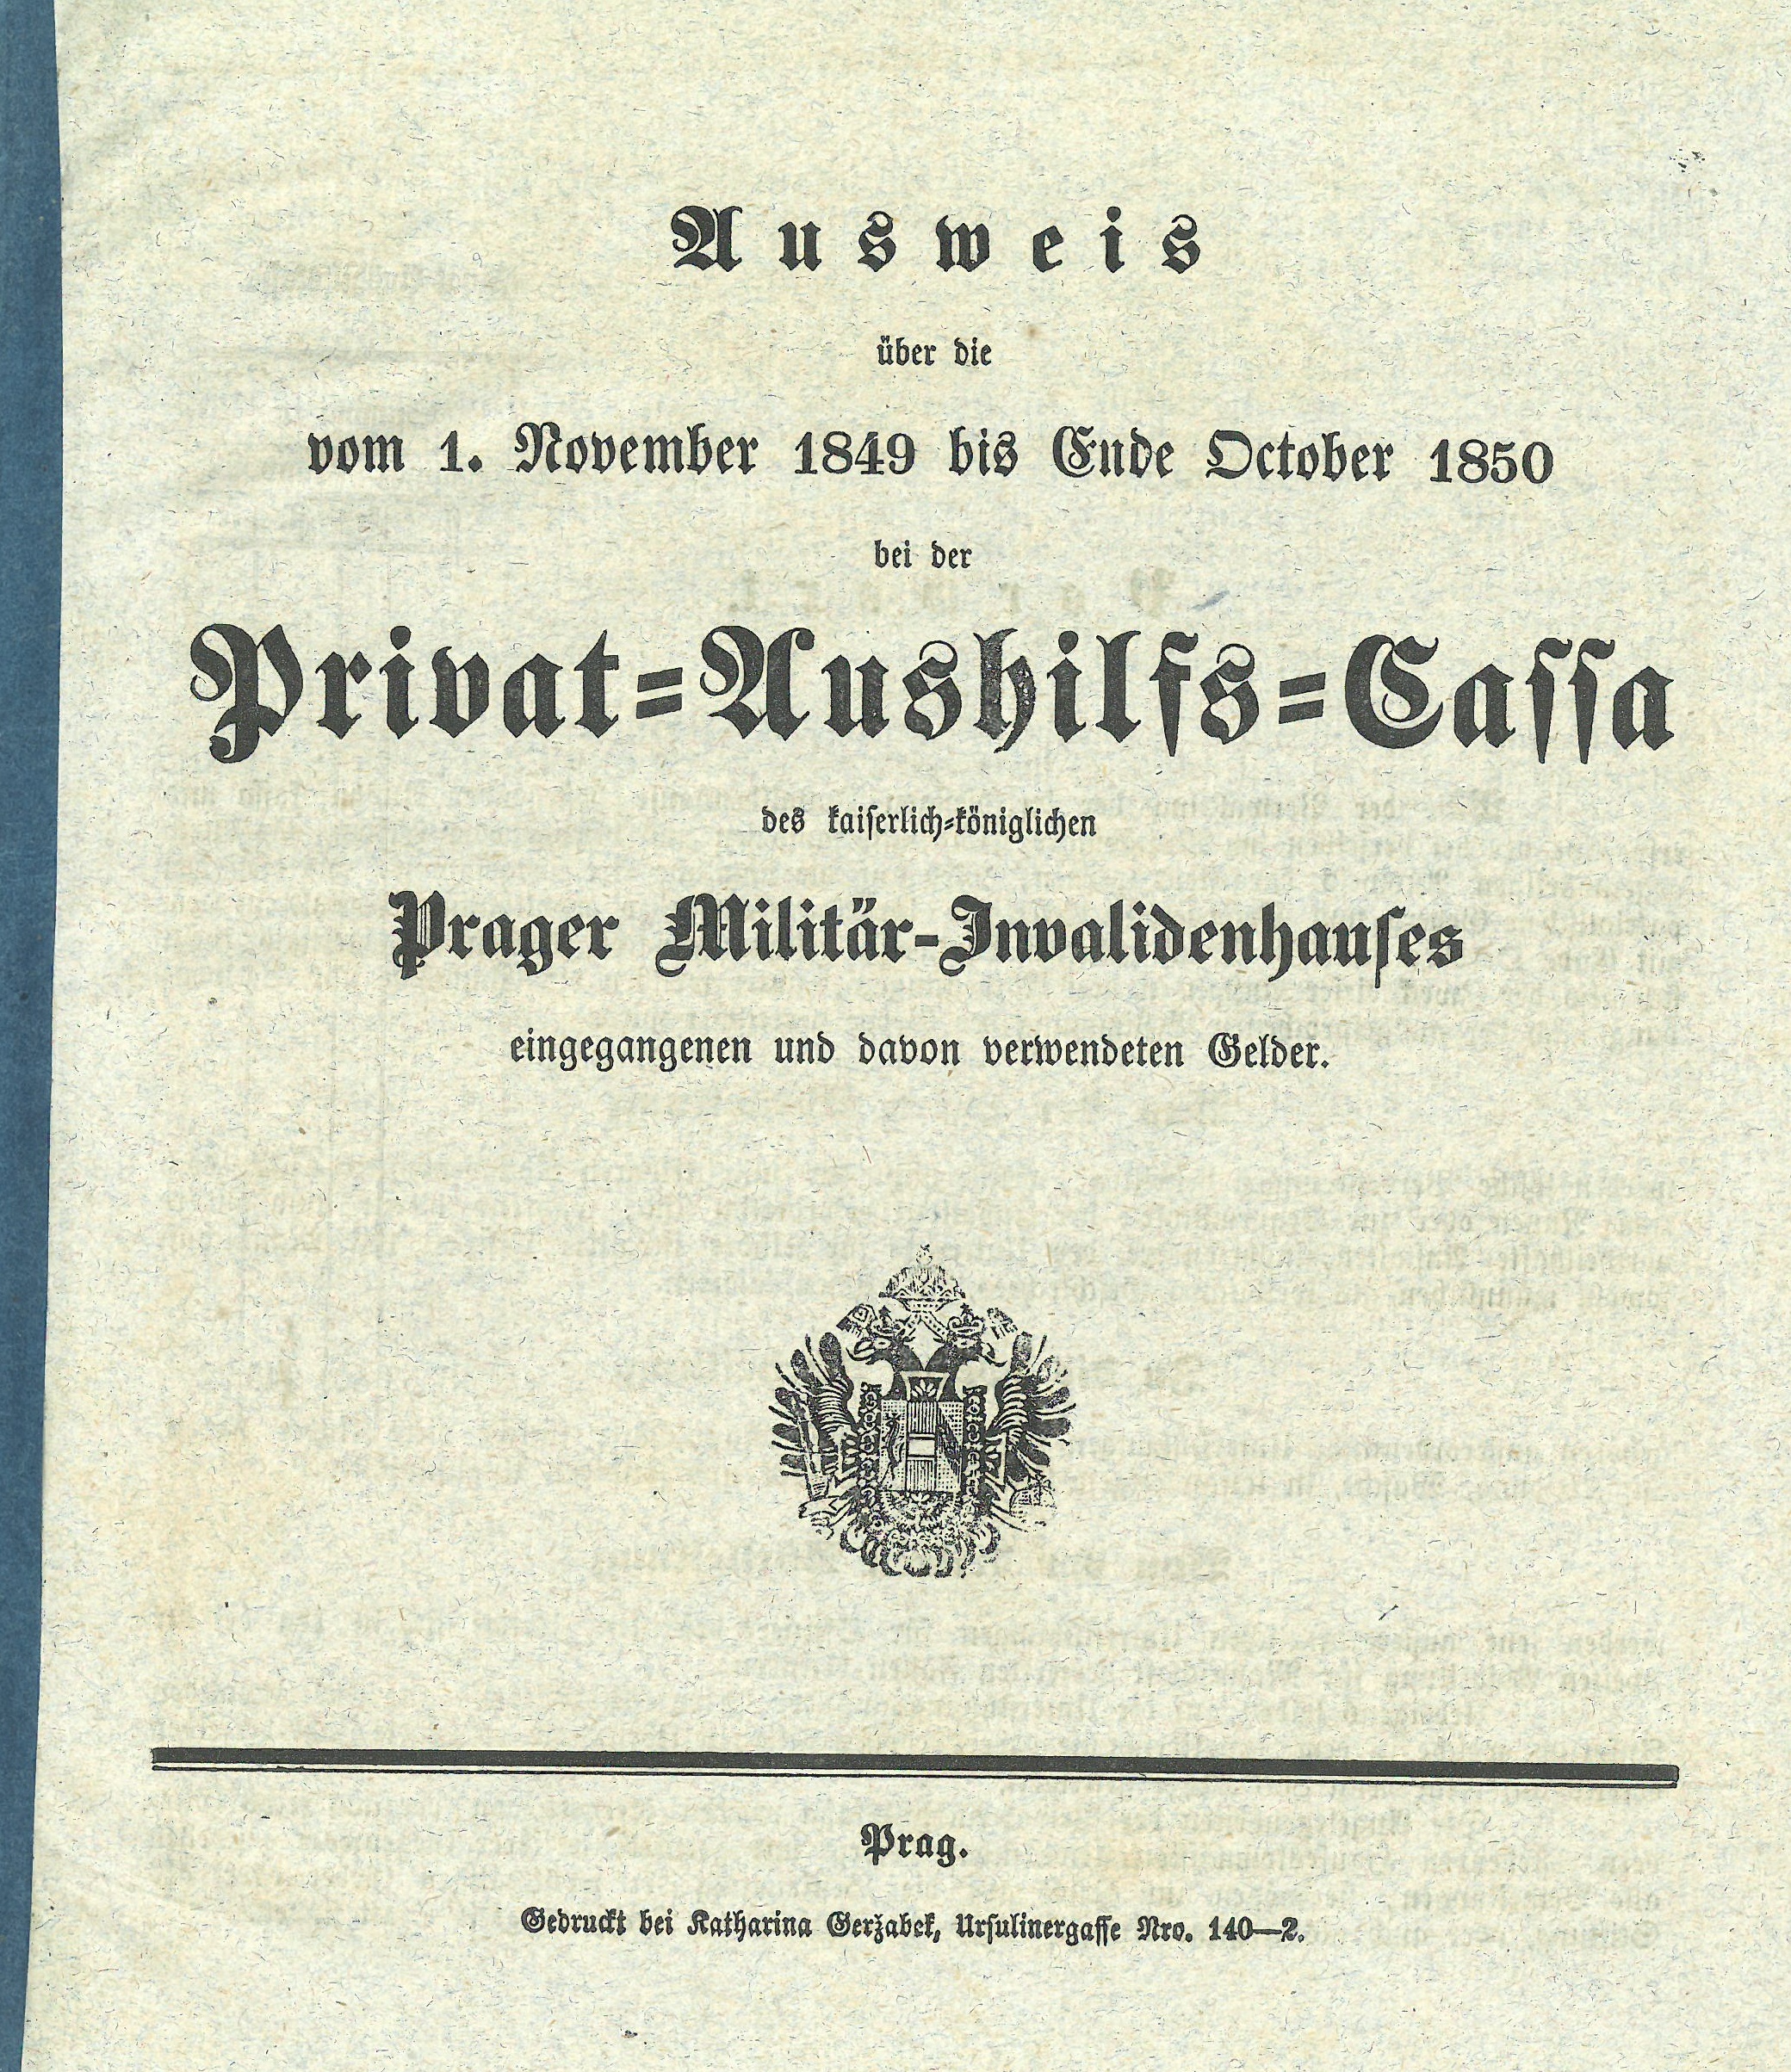 Ausweis
über die
vom 1. November 1849 bis Ende October 1850
bei der
Privat=Aushilfs=Cassa
des kaiserlich=königlichen
Prager Militär-Invalidenhauses
eingegangenen und davon verwendeten Gelder.
Prag.
Gedruckt bei Katharina Geržabek, Ursulinergasse Nro. 140—2.